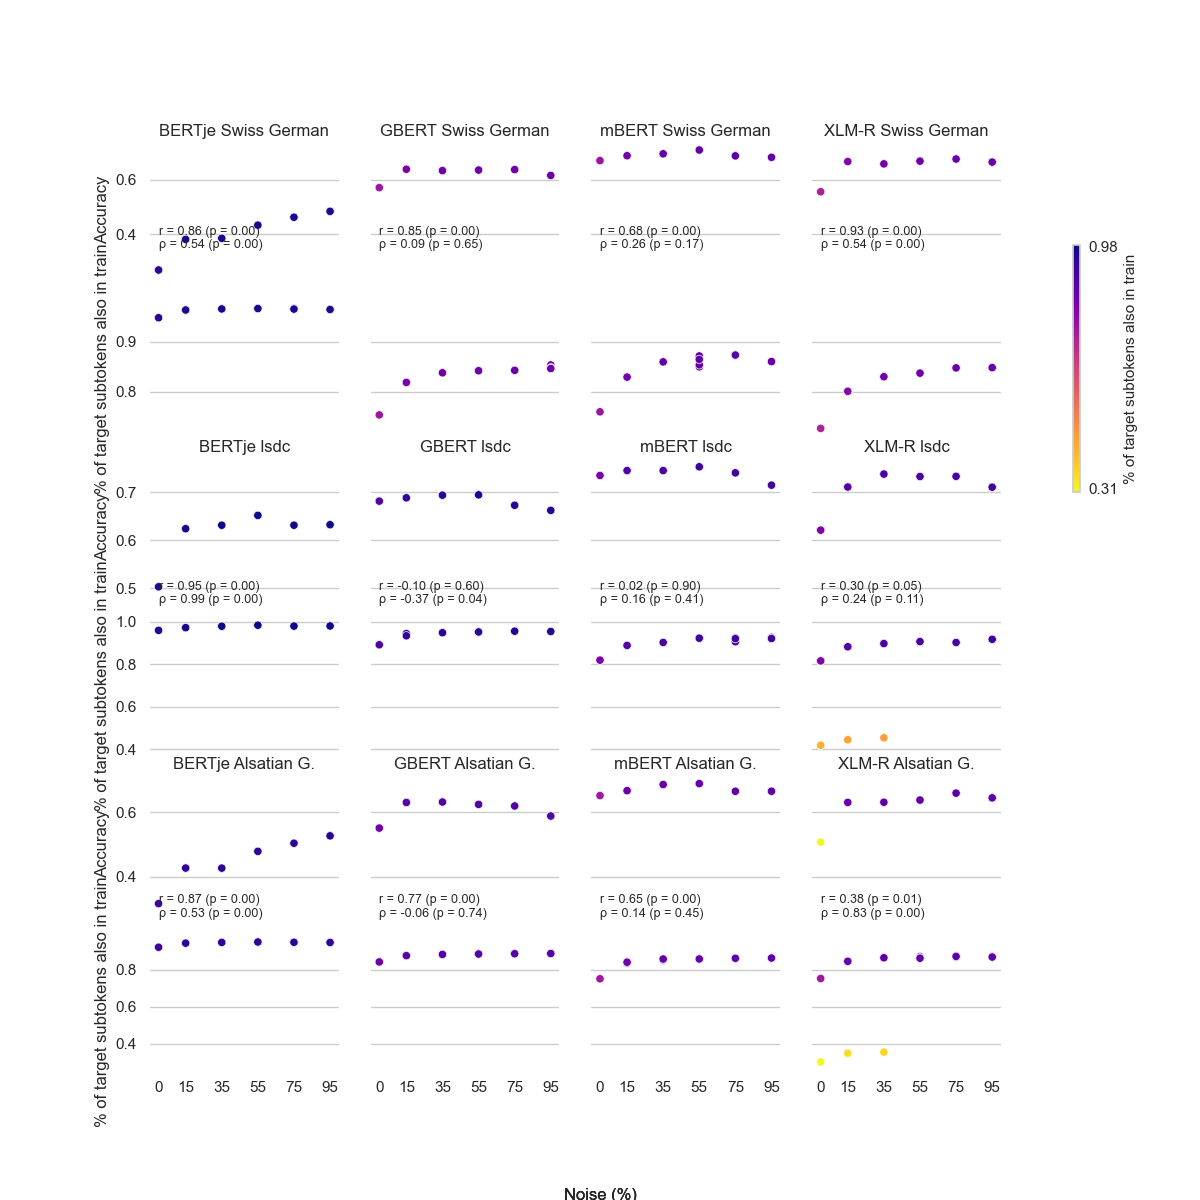 BERTje Swiss German
GBERT Swiss German
mBERT Swiss German
XLM-R Swiss German
Accuracy
0.6
0.4
r = 0.86 (p = 0.00)
ρ = 0.54 (p = 0.00)
r = 0.85 (p = 0.00)
ρ = 0.09 (p = 0.65)
r = 0.68 (p = 0.00)
ρ = 0.26 (p = 0.17)
r = 0.93 (p = 0.00)
ρ = 0.54 (p = 0.00)
% of target subtokens also in train
0.9
0.8
BERTje lsdc
GBERT lsdc
mBERT lsdc
XLM-R lsdc
Accuracy
0.7
0.6
0.5
r = 0.95 (p = 0.00)
ρ = 0.99 (p = 0.00)
r = -0.10 (p = 0.60)
ρ = -0.37 (p = 0.04)
r = 0.02 (p = 0.90)
ρ = 0.16 (p = 0.41)
r = 0.30 (p = 0.05)
ρ = 0.24 (p = 0.11)
% of target subtokens also in train
1.0
0.8
0.6
0.4
BERTje Alsatian G.
GBERT Alsatian G.
mBERT Alsatian G.
XLM-R Alsatian G.
Accuracy
0.6
0.4
r = 0.87 (p = 0.00)
ρ = 0.53 (p = 0.00)
r = 0.77 (p = 0.00)
ρ = -0.06 (p = 0.74)
r = 0.65 (p = 0.00)
ρ = 0.14 (p = 0.45)
r = 0.38 (p = 0.01)
ρ = 0.83 (p = 0.00)
% of target subtokens also in train
0.8
0.6
0.4
0 15 35 55 75 95
0 15 35 55 75 95
0 15 35 55 75 95
0 15 35 55 75 95
Noise (%)
0.98
0.31
% of target subtokens also in train